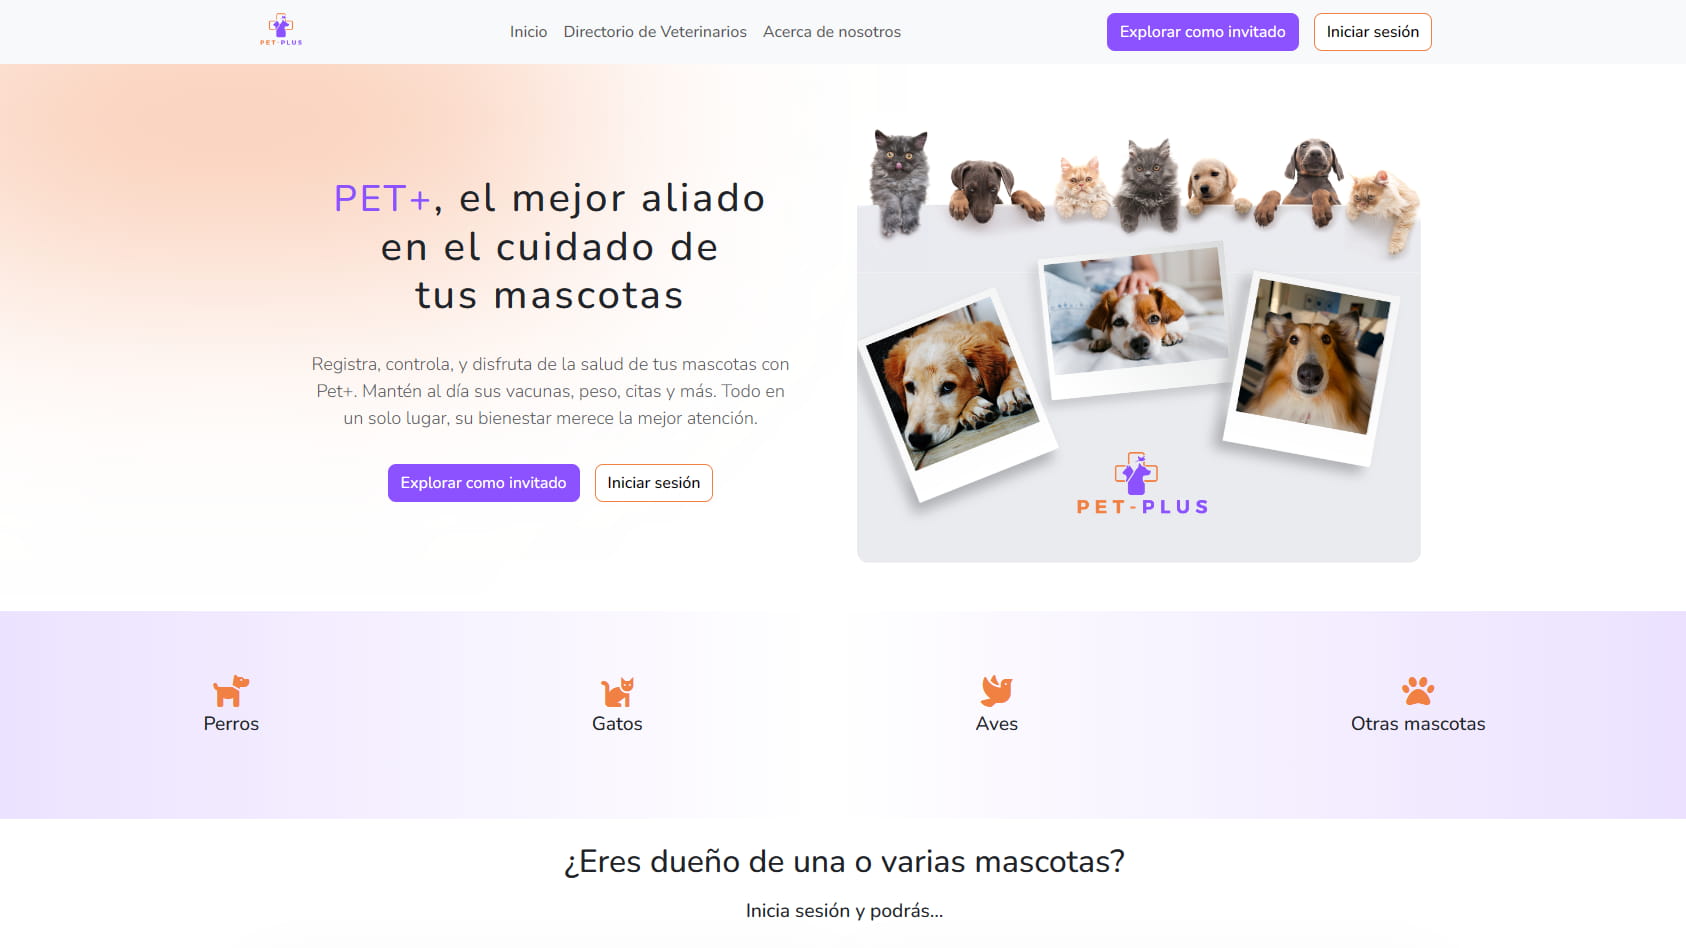 PET-PLUS
Inicio
Directorio de Veterinarios
Acerca de nosotros
Explorar como invitado
Iniciar sesión
PET+, el mejor aliado
en el cuidado de
tus mascotas
Registra, controla, y disfruta de la salud de tus mascotas con
Pet+. Mantén al día sus vacunas, peso, citas y más. Todo en
un solo lugar, su bienestar merece la mejor atención.
Explorar como invitado
Iniciar sesión
PET-PLUS
Perros
Gatos
Aves
Otras mascotas
¿Eres dueño de una o varias mascotas?
Inicia sesión y podrás...